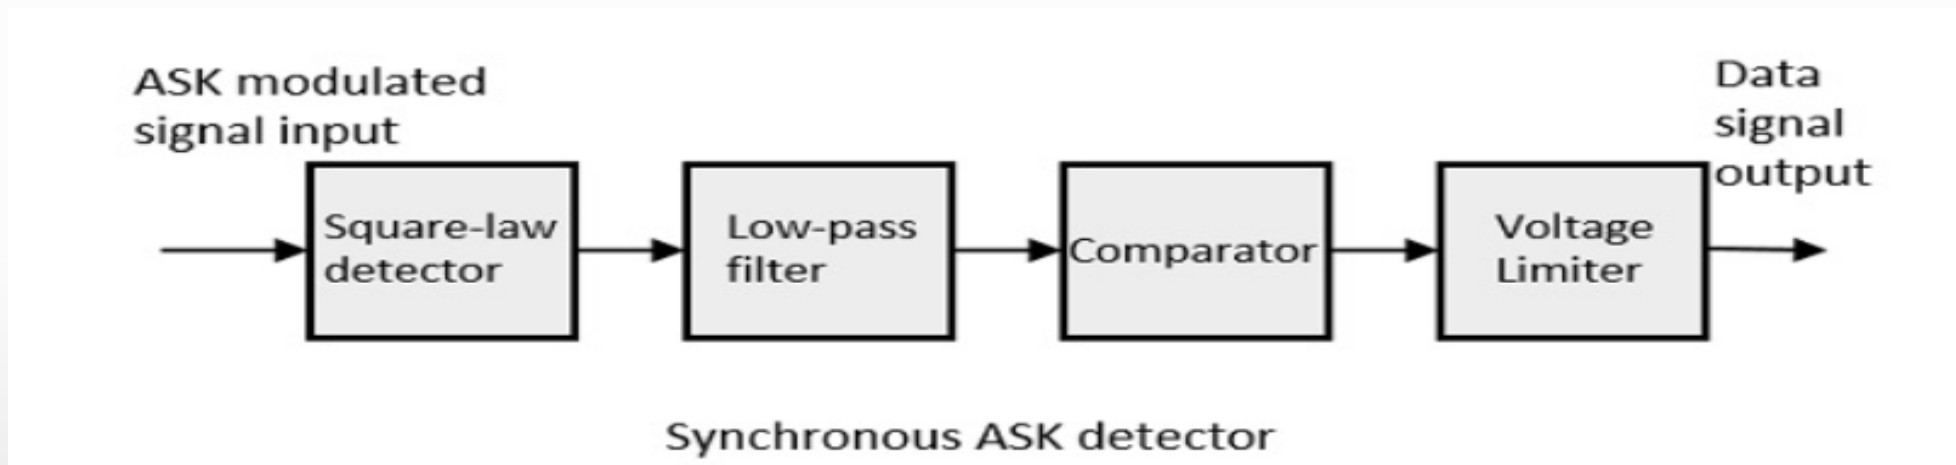 ASK modulated
signal input
Square-law
detector
Low-pass
filter
Comparator
Voltage
Limiter
Data
signal
output
Synchronous ASK detector